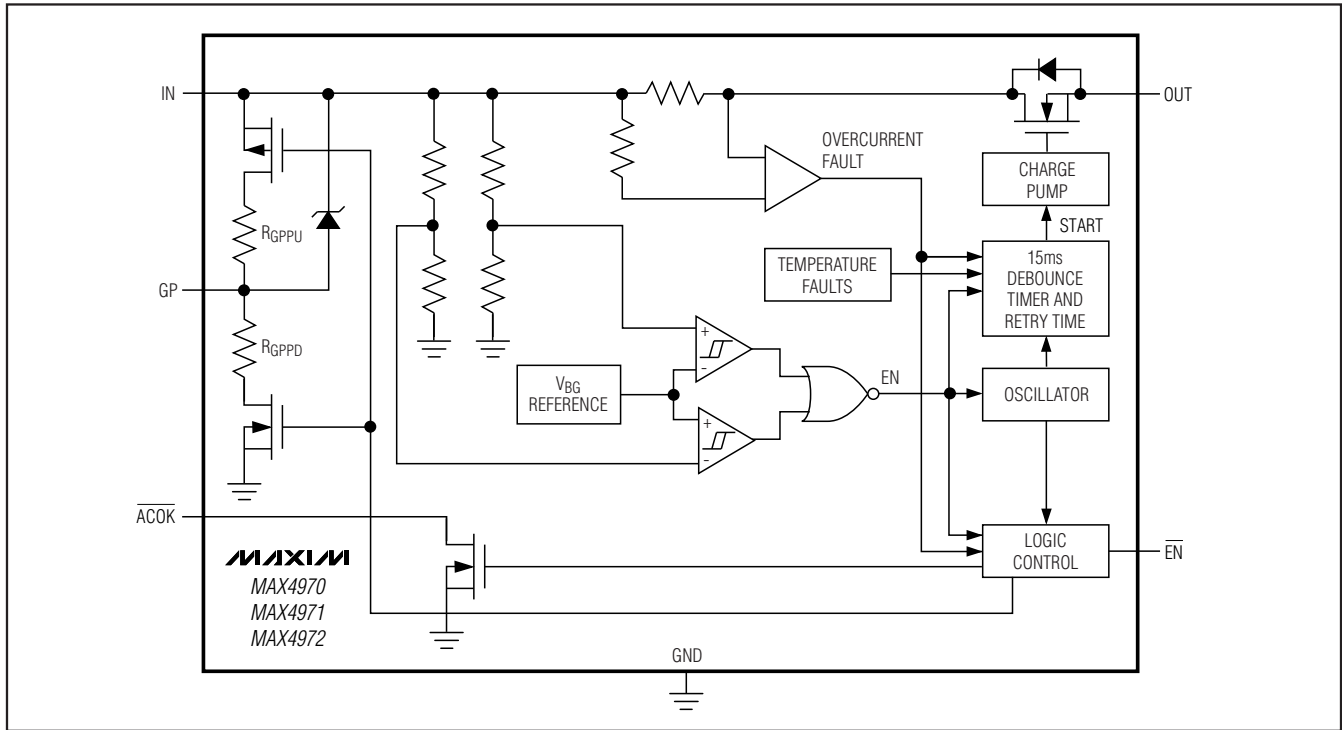 IN
OUT
OVERCURRENT
FAULT
CHARGE
PUMP
START
RGPPU
GP
TEMPERATURE
FAULTS
15ms
DEBOUNCE
TIMER AND
RETRY TIME
RGPPD
+
-
VBG
REFERENCE
EN
OSCILLATOR
+
-
ACOK
LOGIC
CONTROL
EN
MAXIM
MAX4970
MAX4971
MAX4972
GND